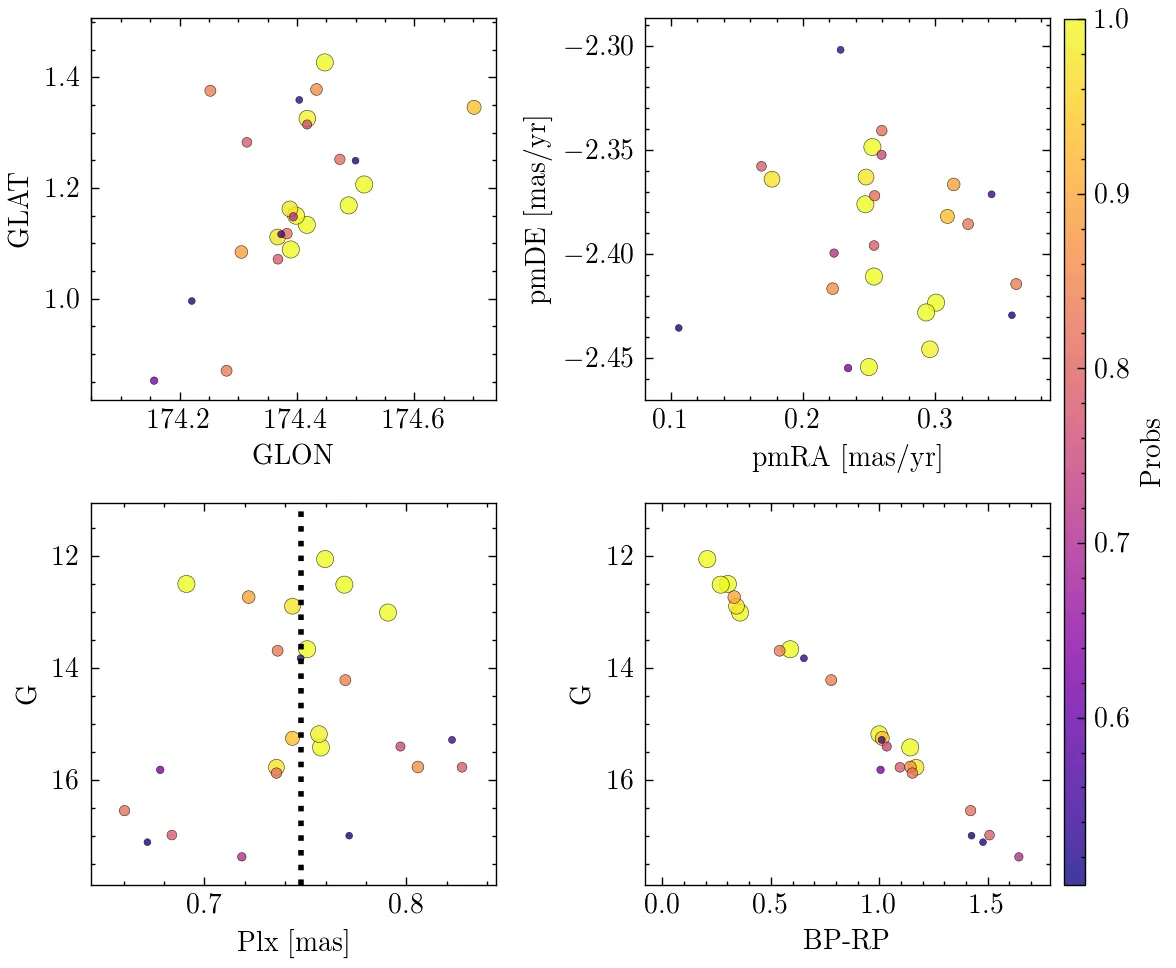 1.4
1.2
1.0
GLAT
174.2 174.4 174.6
GLON
−2.30
−2.35
−2.40
−2.45
pmDE [mas/yr]
0.1 0.2 0.3
pmRA [mas/yr]
1.0
0.9
0.8
0.7
0.6
Probs
12
14
16
G
0.7 0.8
Plx [mas]
12
14
16
G
0.0 0.5 1.0 1.5
BP-RP